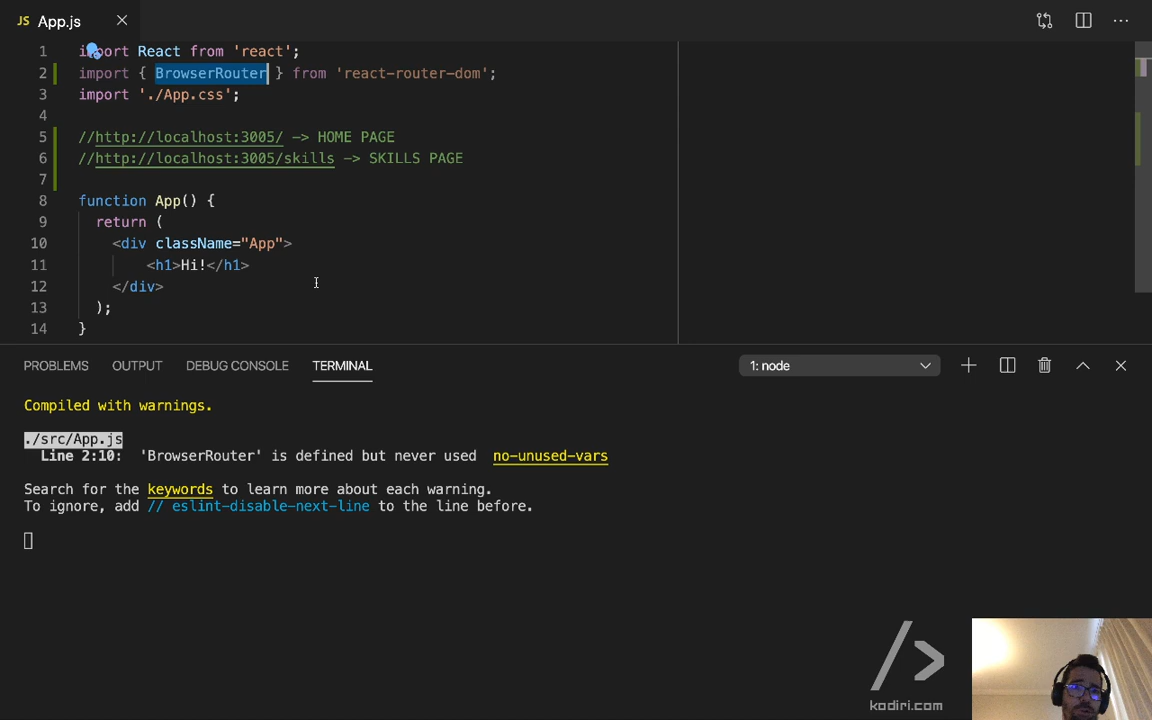 JS App.js
1 import React from 'react';
2 import { BrowserRouter } from 'react-router-dom';
3 import './App.css';
4
5 //http://localhost:3005/ -> HOME PAGE
6 //http://localhost:3005/skills -> SKILLS PAGE
7
8 function App() {
9 return (
10 <div className="App">
11 <h1>Hi!</h1>
12 </div>
13 );
14 }
PROBLEMS OUTPUT DEBUG CONSOLE TERMINAL 1: node
Compiled with warnings.
./src/App.js
Line 2:10: 'BrowserRouter' is defined but never used no-unused-vars
Search for the keywords to learn more about each warning.
To ignore, add // eslint-disable-next-line to the line before.
kodiri.com